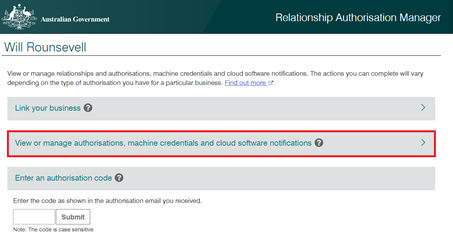 Australian Government
Relationship Authorisation Manager
Will Rounsevell
View or manage relationships and authorisations, machine credentials and cloud software notifications. The actions you can complete will vary
depending on the type of authorisation you have for a particular business. Find out more
Link your business ?
View or manage authorisations, machine credentials and cloud software notifications ?
Enter an authorisation code ?
Enter the code as shown in the authorisation email you received.
Submit
Note: The code is case sensitive